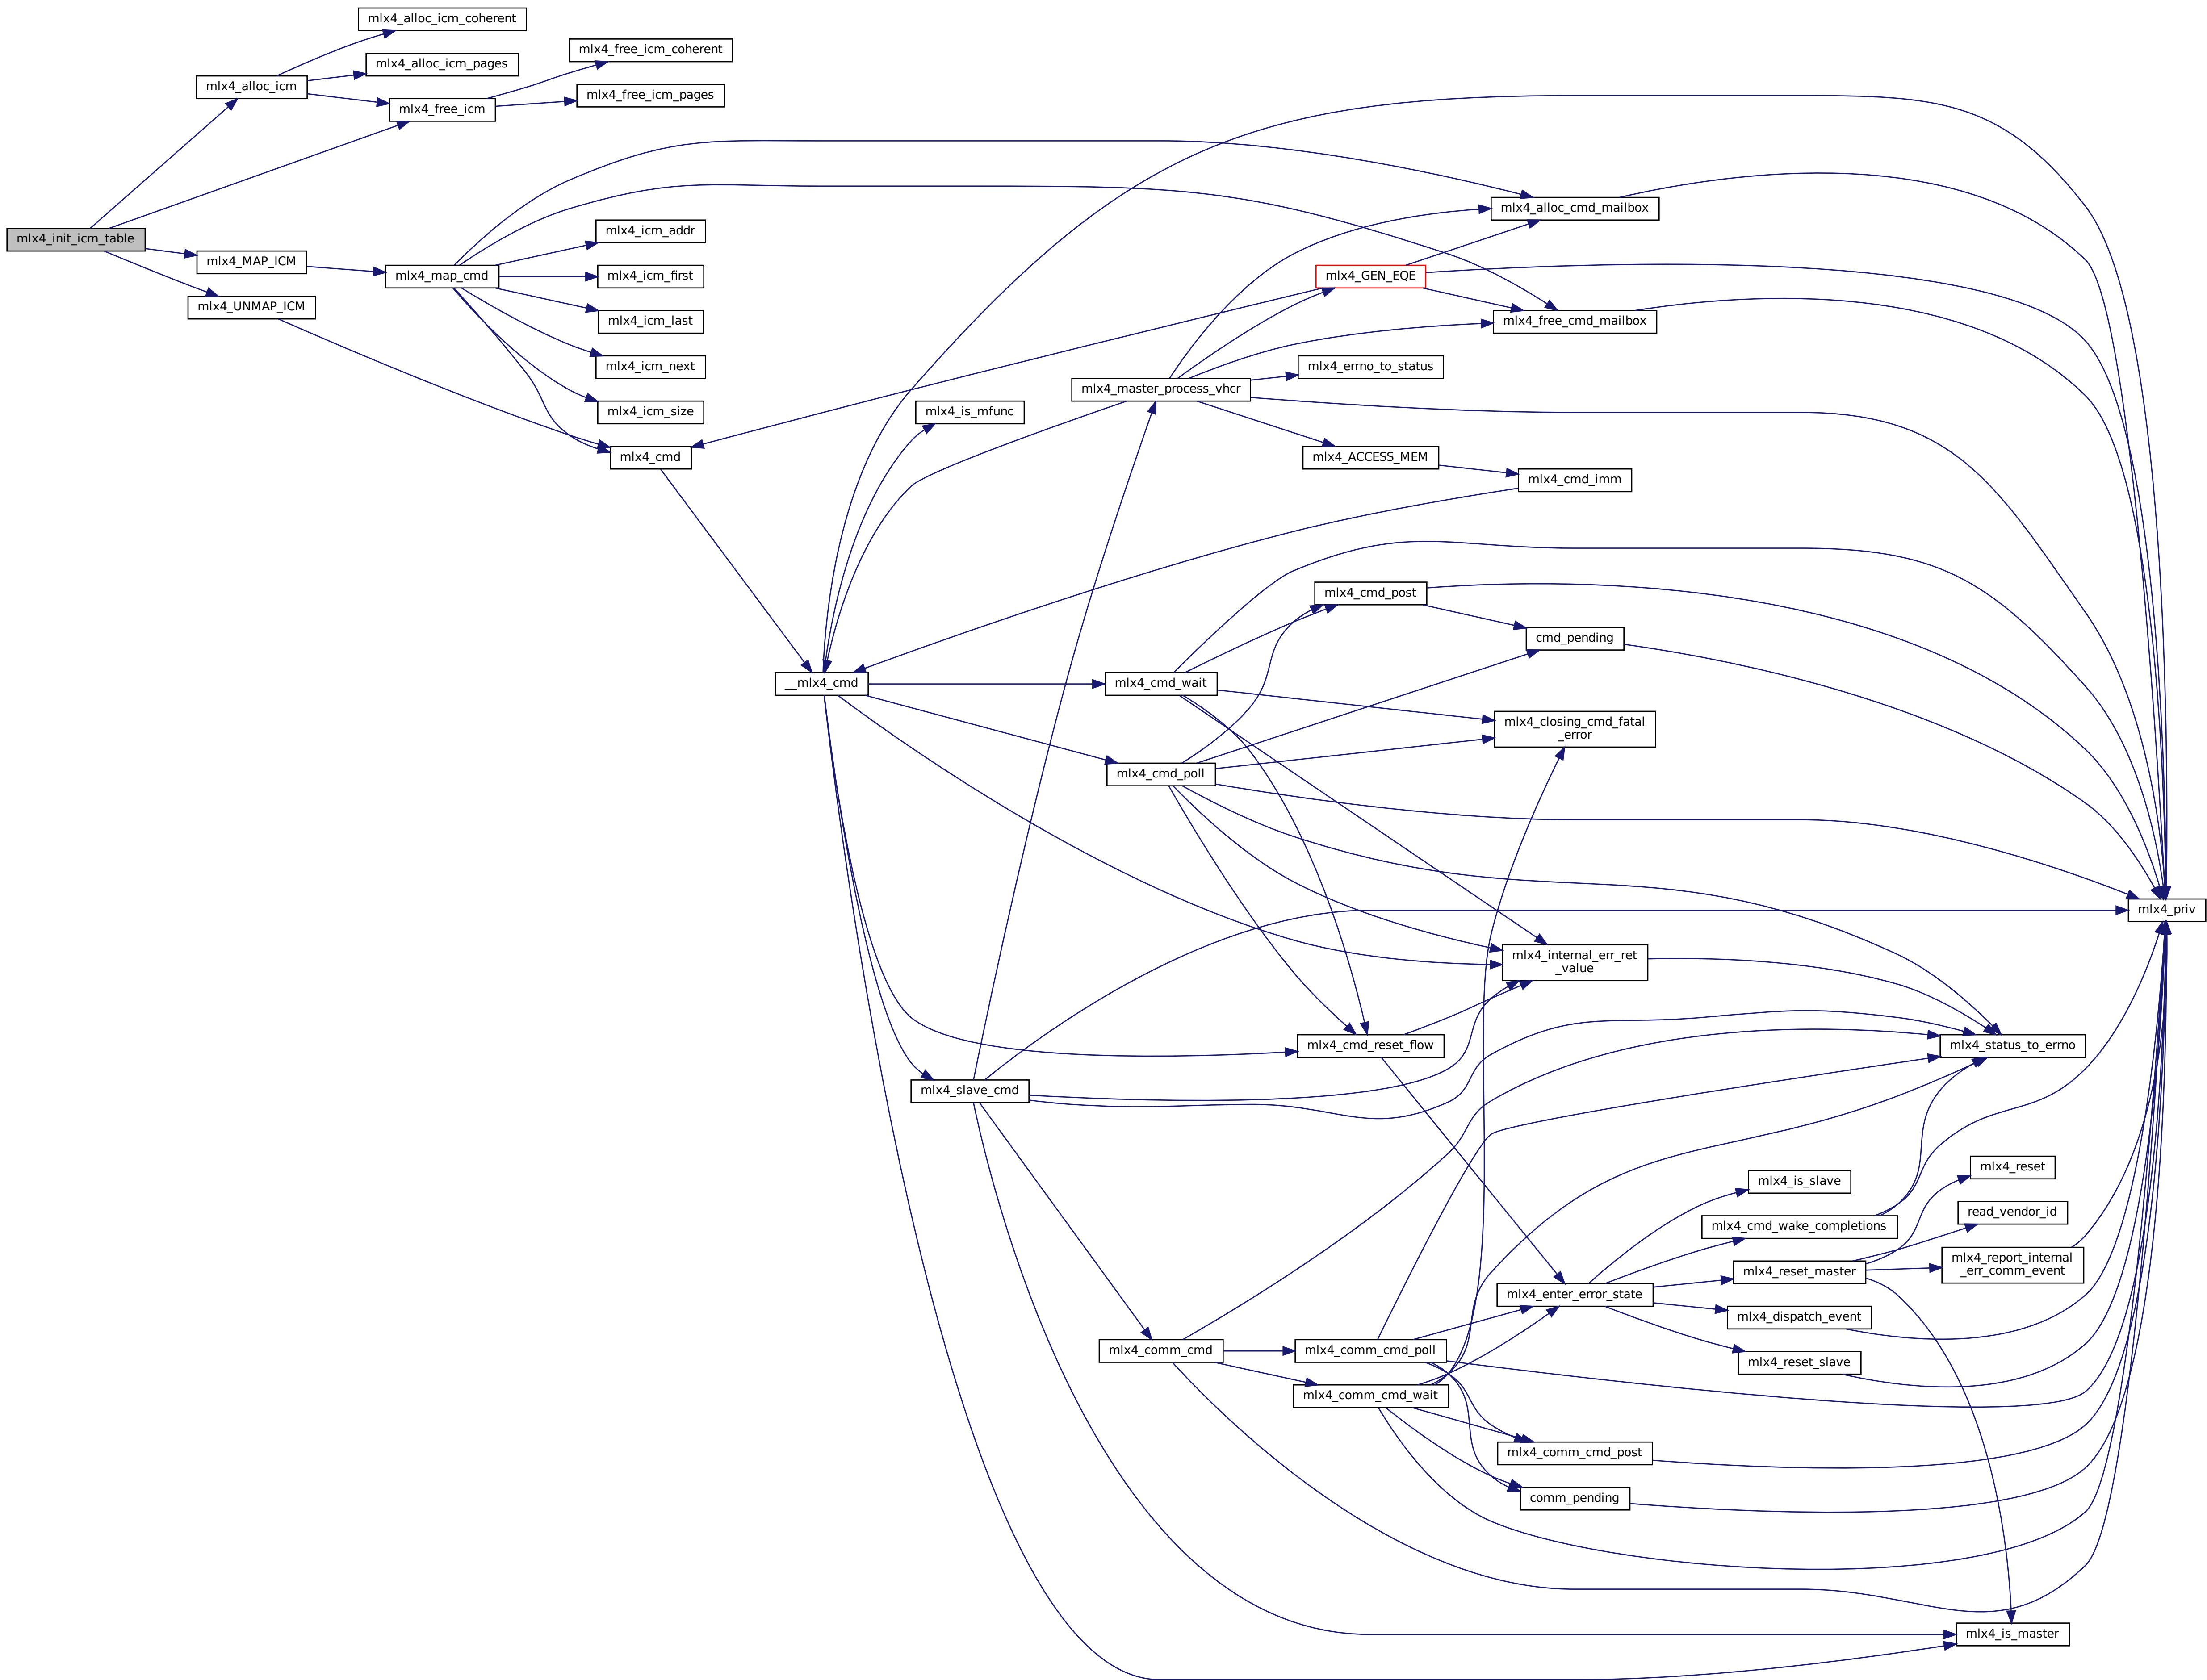 mlx4_alloc_icm_coherent
mlx4_free_icm_coherent
mlx4_alloc_icm_pages
mlx4_alloc_icm
mlx4_free_icm_pages
mlx4_free_icm
mlx4_alloc_cmd_mailbox
mlx4_icm_addr
mlx4_init_icm_table
mlx4_MAP_ICM
mlx4_map_cmd
mlx4_icm_first
mlx4_GEN_EQE
mlx4_UNMAP_ICM
mlx4_icm_last
mlx4_free_cmd_mailbox
mlx4_icm_next
mlx4_errno_to_status
mlx4_master_process_vhcr
mlx4_icm_size
mlx4_is_mfunc
mlx4_cmd
mlx4_ACCESS_MEM
mlx4_cmd_imm
mlx4_cmd_post
cmd_pending
__mlx4_cmd
mlx4_cmd_wait
mlx4_closing_cmd_fatal
_error
mlx4_cmd_poll
mlx4_priv
mlx4_internal_err_ret
_value
mlx4_cmd_reset_flow
mlx4_status_to_errno
mlx4_slave_cmd
mlx4_reset
mlx4_is_slave
read_vendor_id
mlx4_cmd_wake_completions
mlx4_report_internal
_err_comm_event
mlx4_reset_master
mlx4_enter_error_state
mlx4_dispatch_event
mlx4_comm_cmd
mlx4_comm_cmd_poll
mlx4_reset_slave
mlx4_comm_cmd_wait
mlx4_comm_cmd_post
comm_pending
mlx4_is_master